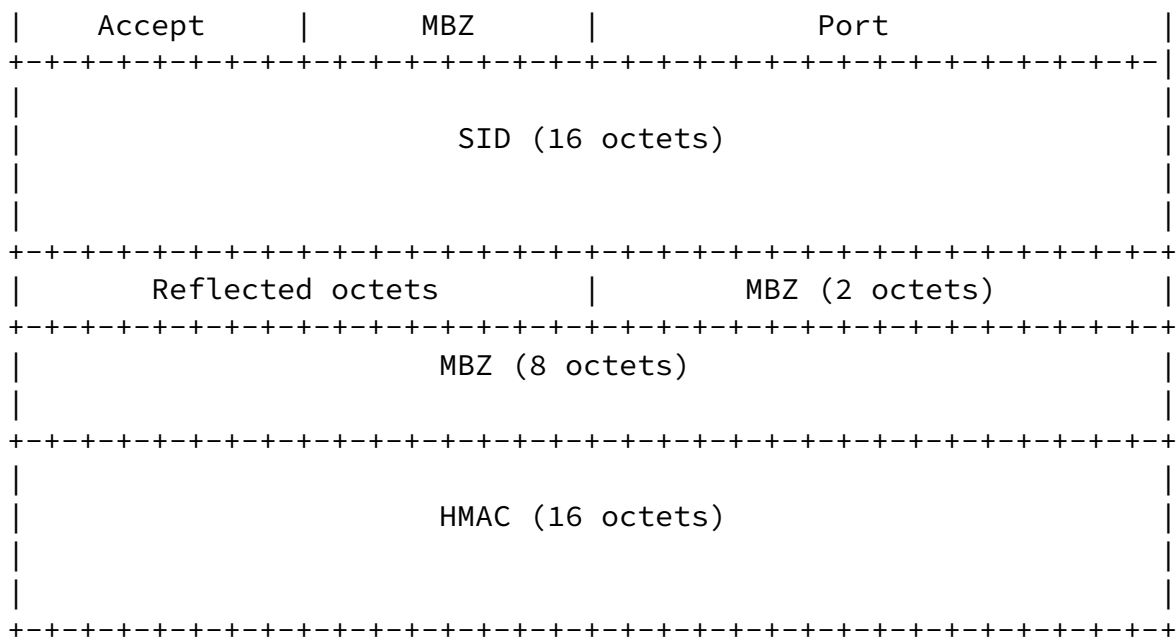 |    Accept     |      MBZ      |            Port               |
+-+-+-+-+-+-+-+-+-+-+-+-+-+-+-+-+-+-+-+-+-+-+-+-+-+-+-+-+-+-+-+-|
|                                                               |
|                        SID (16 octets)                        |
|                                                               |
|                                                               |
+-+-+-+-+-+-+-+-+-+-+-+-+-+-+-+-+-+-+-+-+-+-+-+-+-+-+-+-+-+-+-+-+
|       Reflected octets        |        MBZ (2 octets)         |
+-+-+-+-+-+-+-+-+-+-+-+-+-+-+-+-+-+-+-+-+-+-+-+-+-+-+-+-+-+-+-+-+
|                       MBZ (8 octets)                          |
|                                                               |
+-+-+-+-+-+-+-+-+-+-+-+-+-+-+-+-+-+-+-+-+-+-+-+-+-+-+-+-+-+-+-+-+
|                                                               |
|                       HMAC (16 octets)                        |
|                                                               |
|                                                               |
+-+-+-+-+-+-+-+-+-+-+-+-+-+-+-+-+-+-+-+-+-+-+-+-+-+-+-+-+-+-+-+-+